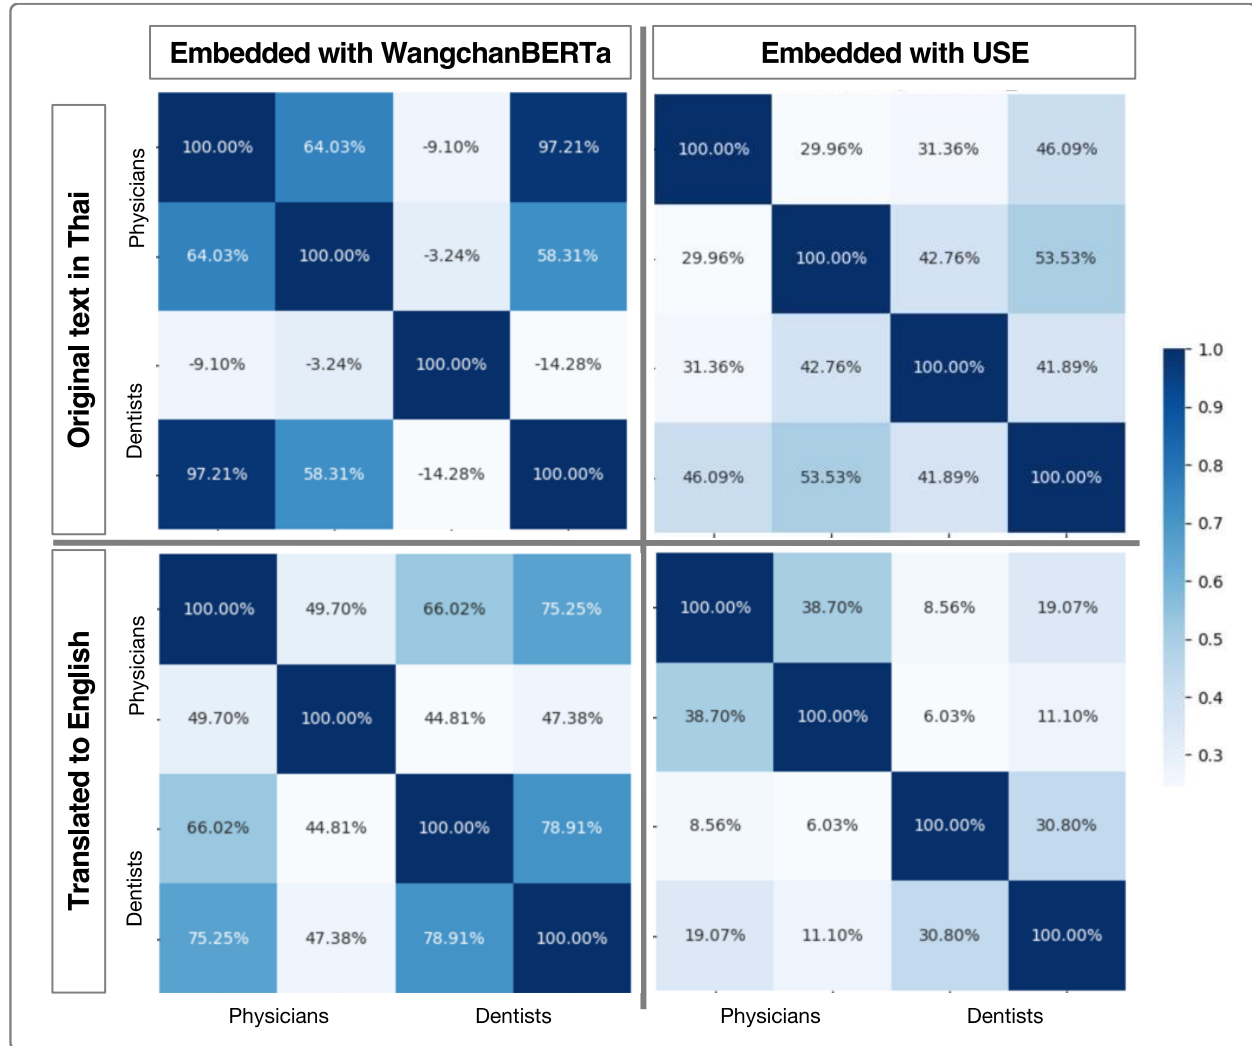 Embedded with WangchanBERTa
Embedded with USE
Original text in Thai
Physicians
Dentists
100.00% 64.03% -9.10% 97.21%
64.03% 100.00% -3.24% 58.31%
-9.10% -3.24% 100.00% -14.28%
97.21% 58.31% -14.28% 100.00%
100.00% 29.96% 31.36% 46.09%
29.96% 100.00% 42.76% 53.53%
31.36% 42.76% 100.00% 41.89%
46.09% 53.53% 41.89% 100.00%
Translated to English
Physicians
Dentists
100.00% 49.70% 66.02% 75.25%
49.70% 100.00% 44.81% 47.38%
66.02% 44.81% 100.00% 78.91%
75.25% 47.38% 78.91% 100.00%
100.00% 38.70% 8.56% 19.07%
38.70% 100.00% 6.03% 11.10%
8.56% 6.03% 100.00% 30.80%
19.07% 11.10% 30.80% 100.00%
Physicians Dentists
Physicians Dentists
1.0
0.9
0.8
0.7
0.6
0.5
0.4
0.3